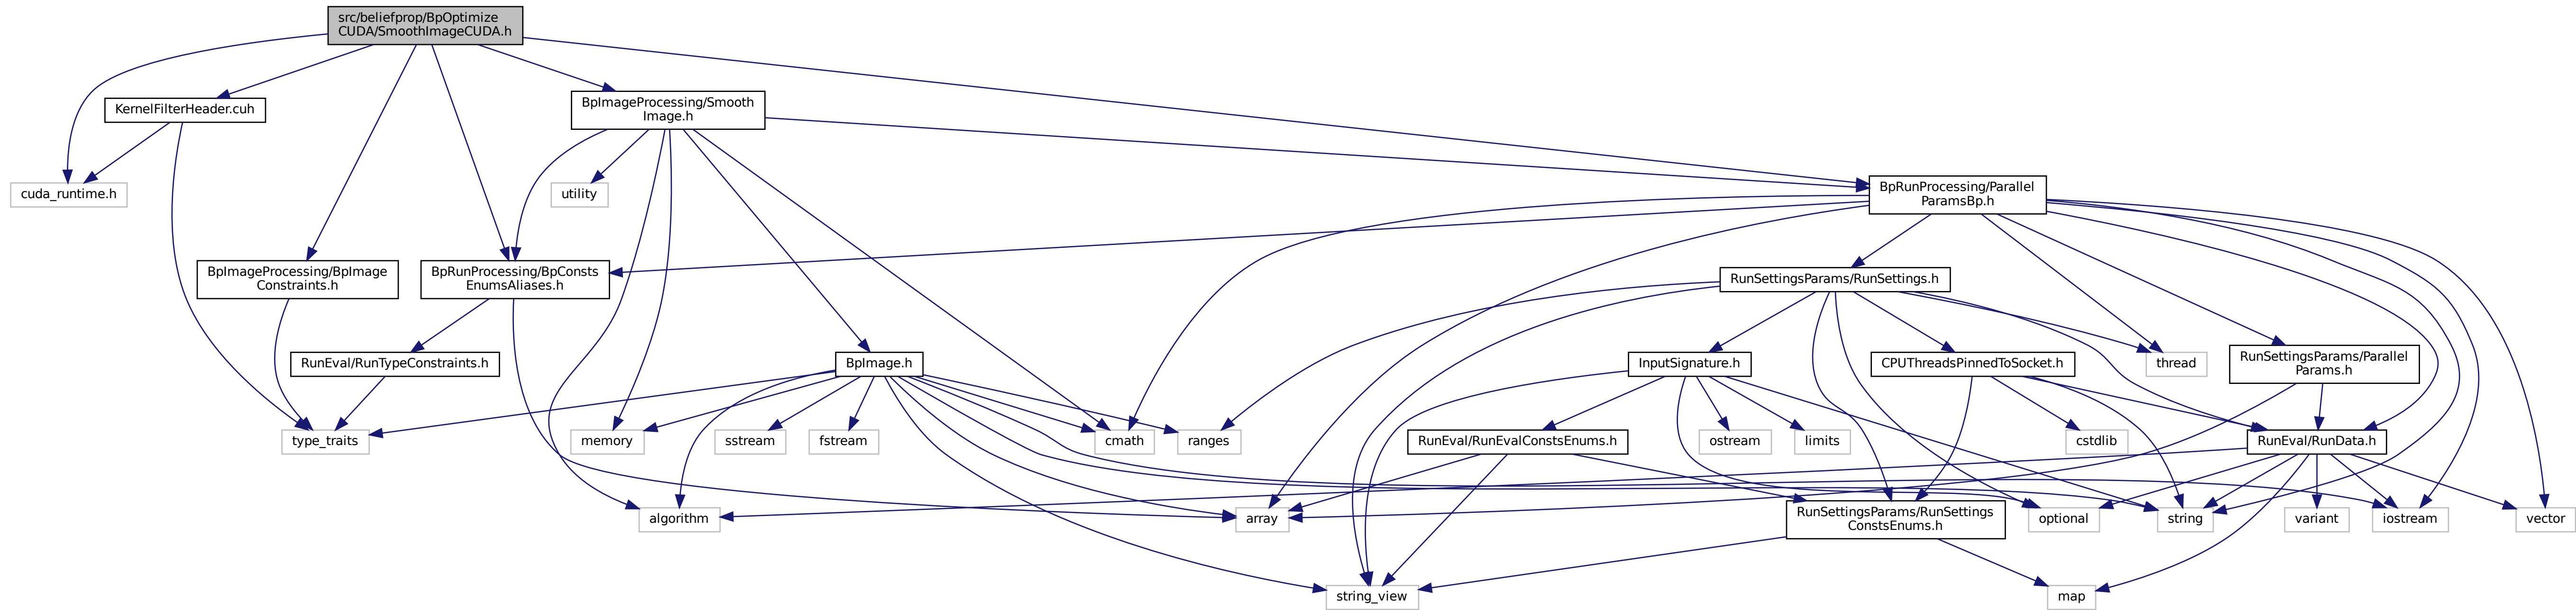 src/beliefprop/BpOptimize
CUDA/SmoothImageCUDA.h
KernelFilterHeader.cuh
BpImageProcessing/Smooth
Image.h
cuda_runtime.h
utility
BpRunProcessing/Parallel
ParamsBp.h
BpImageProcessing/BpImage
Constraints.h
BpRunProcessing/BpConsts
EnumsAliases.h
RunSettingsParams/RunSettings.h
RunEval/RunTypeConstraints.h
BpImage.h
InputSignature.h
CPUThreadsPinnedToSocket.h
thread
RunSettingsParams/Parallel
Params.h
type_traits
memory
sstream
fstream
cmath
ranges
RunEval/RunEvalConstsEnums.h
ostream
limits
cstdlib
RunEval/RunData.h
algorithm
array
RunSettingsParams/RunSettings
ConstsEnums.h
optional
string
variant
iostream
vector
string_view
map